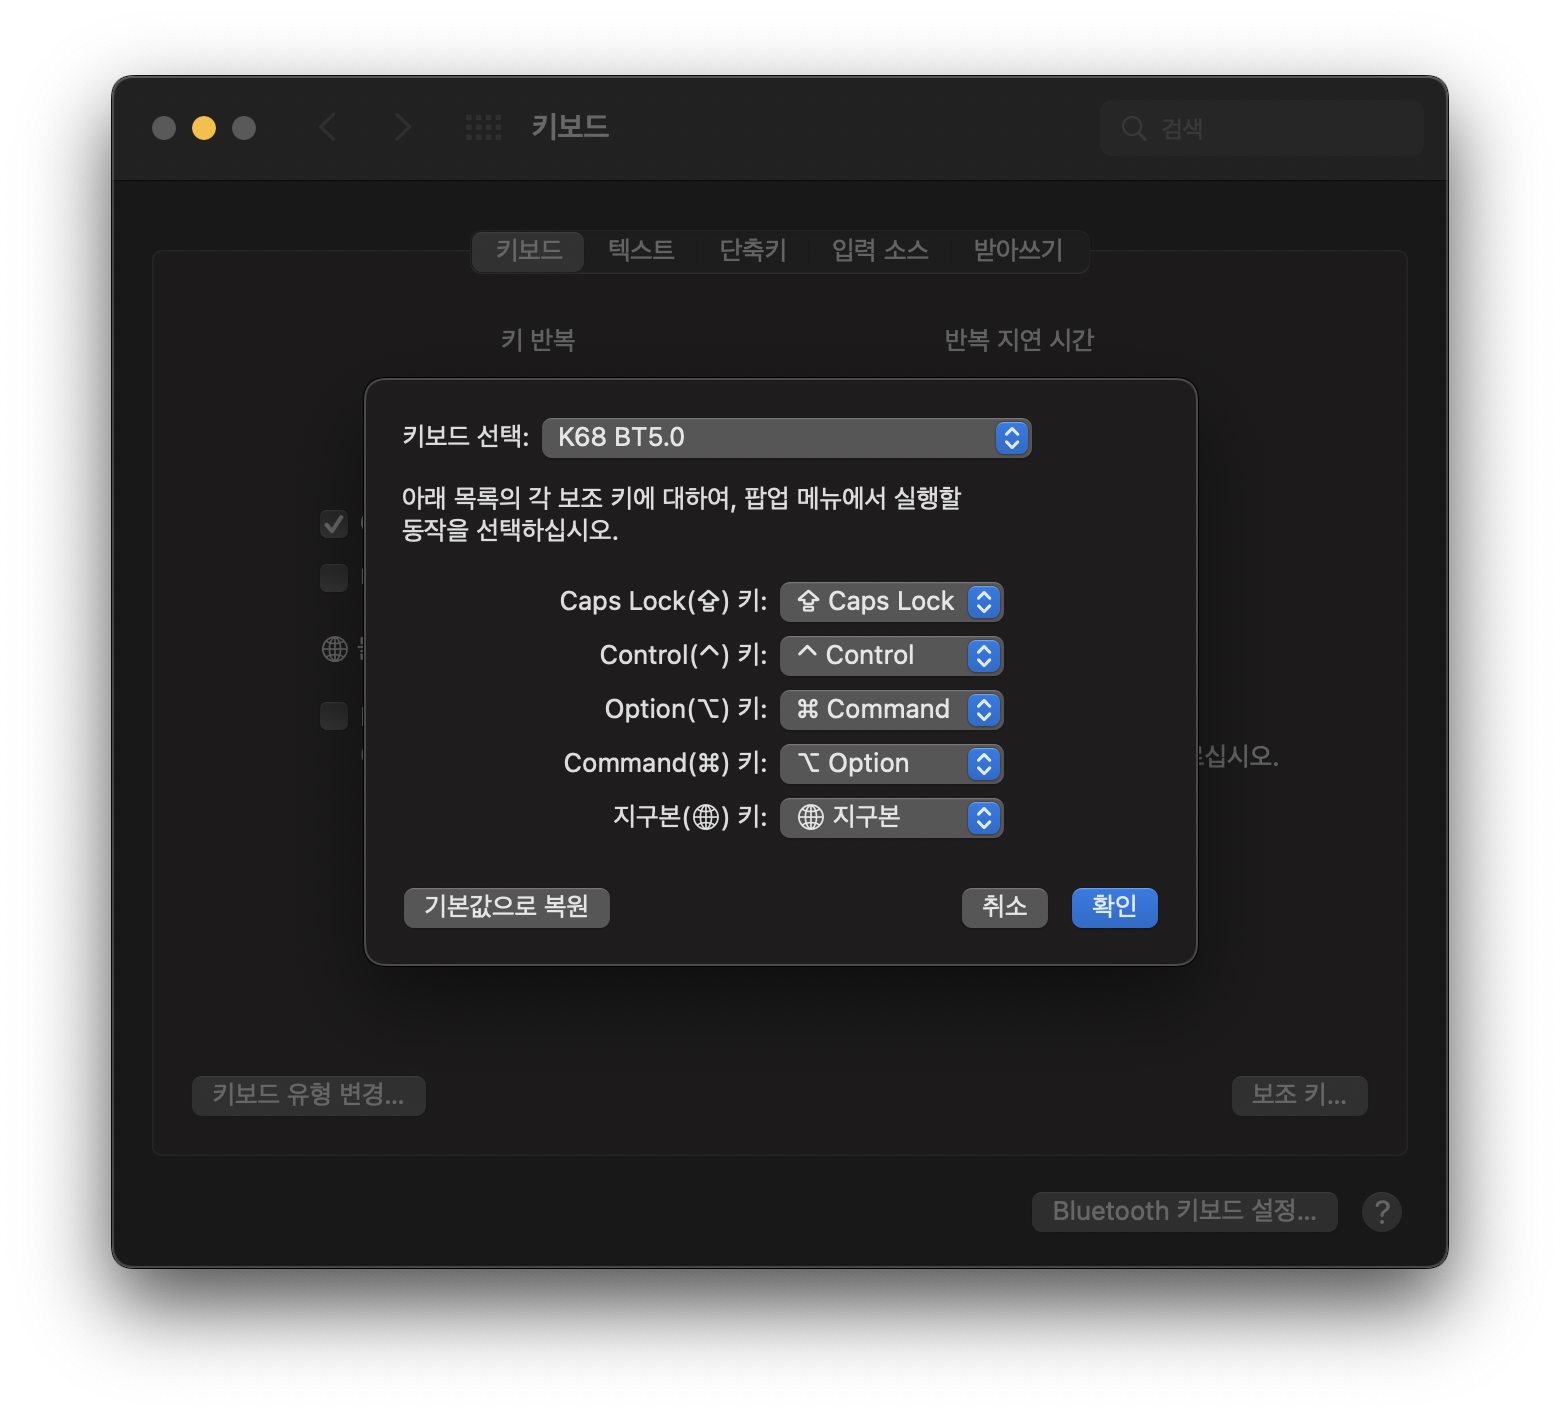 키보드
검색
키보드 텍스트 단축키 입력 소스 받아쓰기
키 반복 반복 지연 시간
키보드 선택: K68 BT5.0
아래 목록의 각 보조 키에 대하여, 팝업 메뉴에서 실행할
동작을 선택하십시오.
Caps Lock(⇪) 키: ⇪ Caps Lock
Control(^) 키: ^ Control
Option(⌥) 키: ⌘ Command
Command(⌘) 키: ⌥ Option
지구본(🌐) 키: 🌐 지구본
기본값으로 복원 취소 확인
키보드 유형 변경... 보조 키...
Bluetooth 키보드 설정... ?